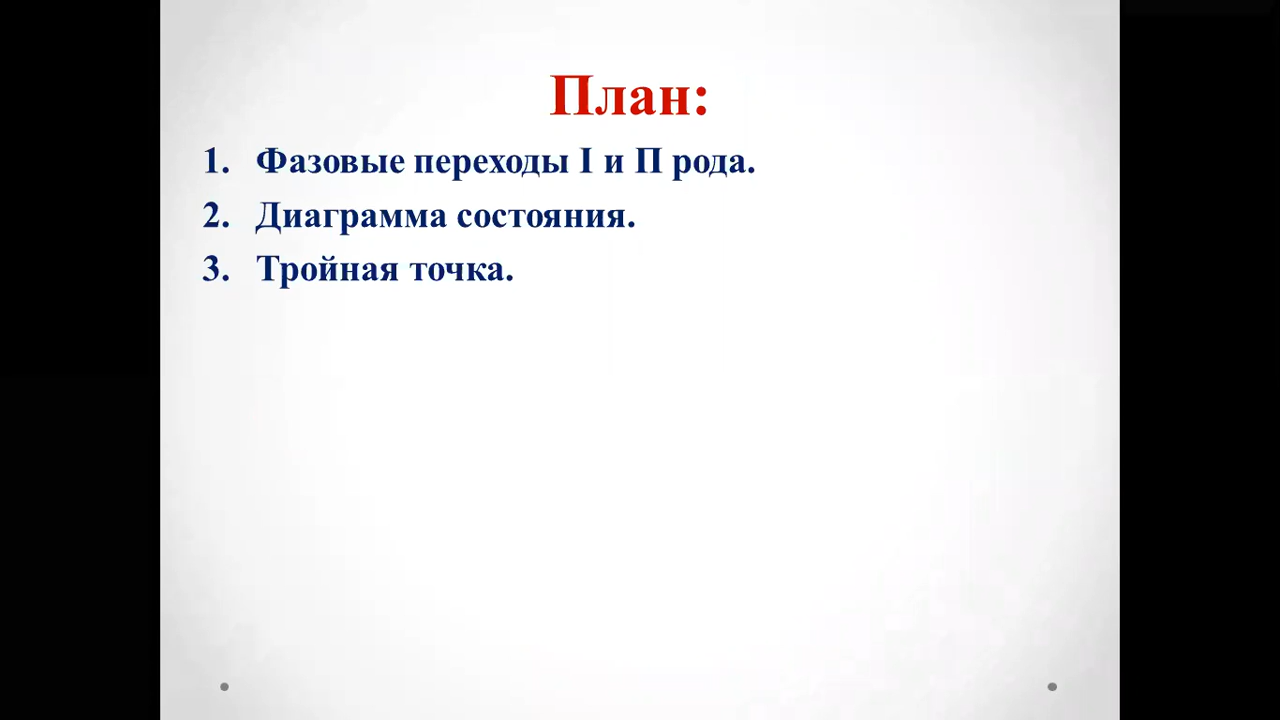 План:
1. Фазовые переходы I и П рода.
2. Диаграмма состояния.
3. Тройная точка.